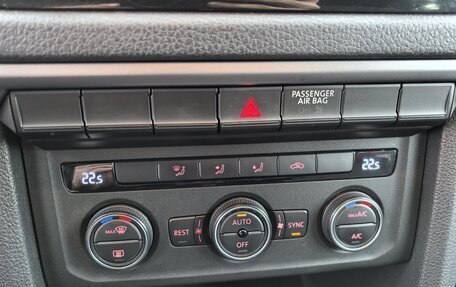 PASSENGER
AIR BAG
22.5
22.5
MAX
REST
AUTO
OFF
SYNC
MAX A/C
A/C